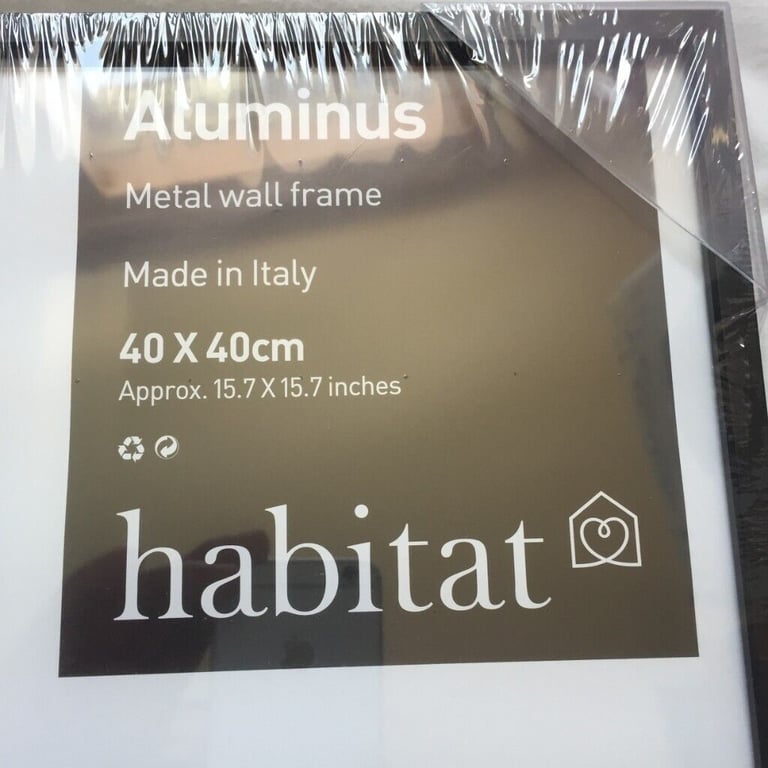 Aluminus
Metal wall frame
Made in Italy
40 X 40cm
Approx. 15.7 X 15.7 inches
habitat